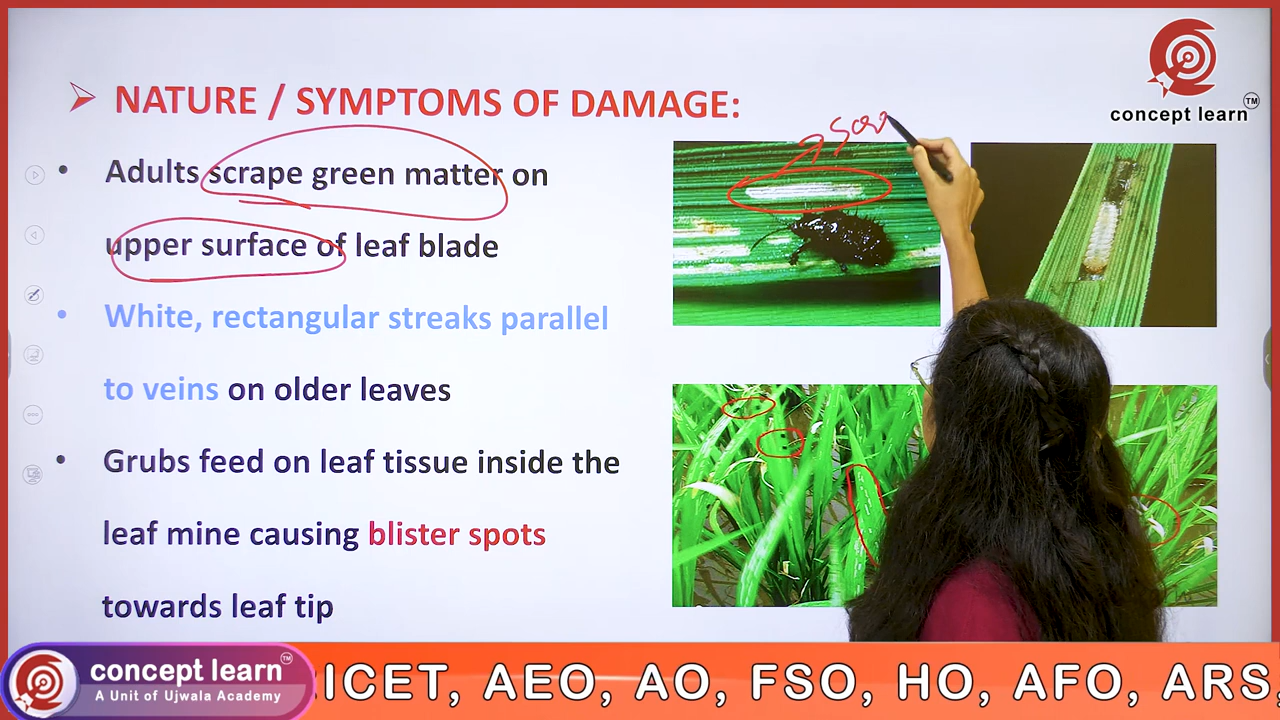 NATURE / SYMPTOMS OF DAMAGE:
• Adults scrape green matter on
upper surface of leaf blade
• White, rectangular streaks parallel
to veins on older leaves
• Grubs feed on leaf tissue inside the
leaf mine causing blister spots
towards leaf tip
concept learn TM
concept learn TM
A Unit of Ujwala Academy
ICET, AEO, AO, FSO, HO, AFO, ARS,